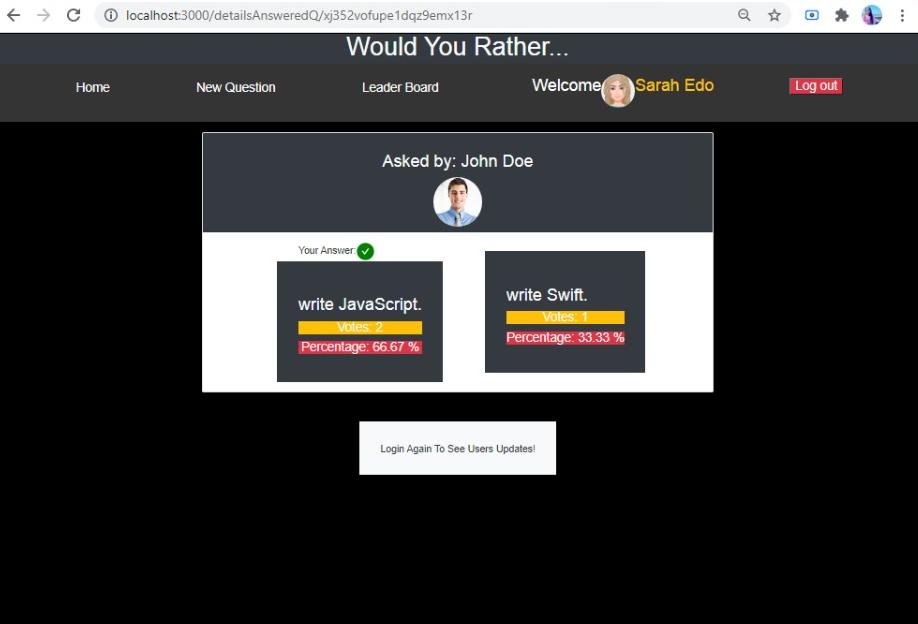 localhost:3000/detailsAnsweredQ/xj352vofupe1dqz9emx13r
Would You Rather...
Home New Question Leader Board Welcome Sarah Edo Log out
Asked by: John Doe
Your Answer:
write JavaScript.
Votes: 2
Percentage: 66.67 %
write Swift.
Votes: 1
Percentage: 33.33 %
Login Again To See Users Updates!